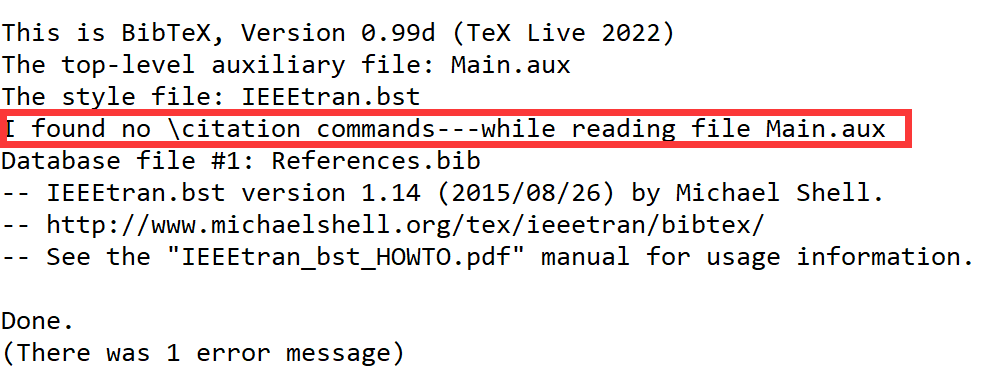 This is BibTeX, Version 0.99d (TeX Live 2022)
The top-level auxiliary file: Main.aux
The style file: IEEEtran.bst
I found no \citation commands---while reading file Main.aux
Database file #1: References.bib
-- IEEEtran.bst version 1.14 (2015/08/26) by Michael Shell.
-- http://www.michaelshell.org/tex/ieeetran/bibtex/
-- See the "IEEEtran_bst_HOWTO.pdf" manual for usage information.
Done.
(There was 1 error message)